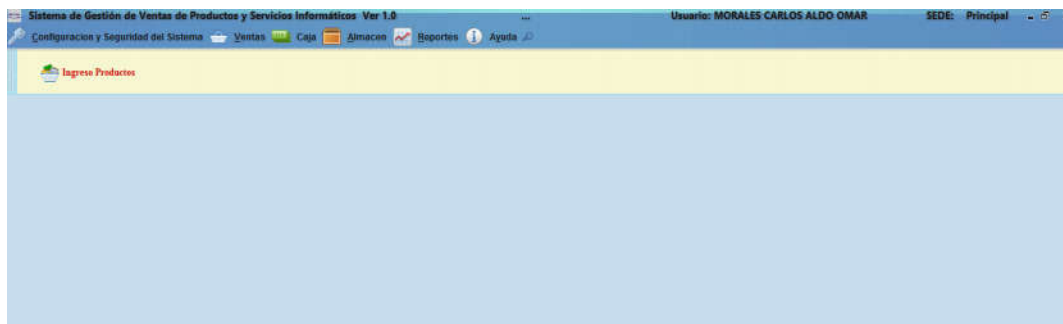 Sistema de Gestión de Ventas de Productos y Servicios Informáticos Ver 1.0 ... Usuario: MORALES CARLOS ALDO OMAR SEDE: Principal
Configuracion y Seguridad del Sistema Ventas Caja Almacen Reportes Ayuda
Ingreso Productos